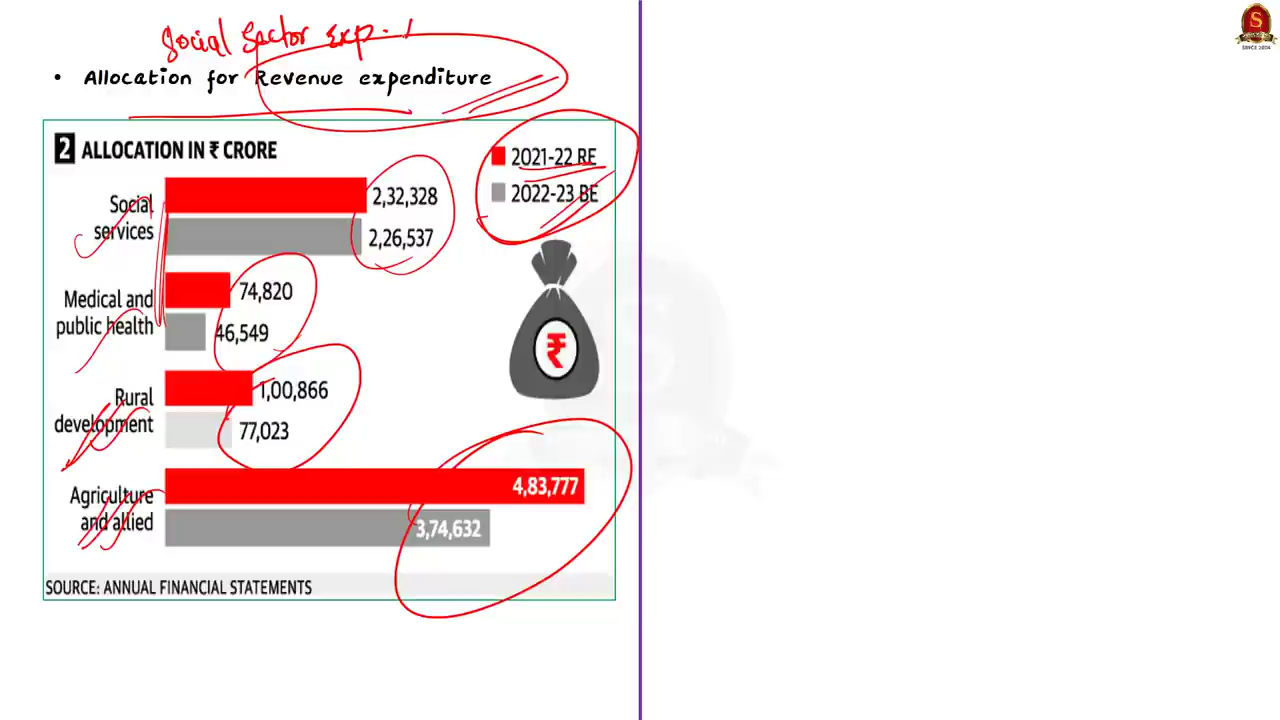 Social Sector exp.
• Allocation for Revenue expenditure
2 ALLOCATION IN ₹ CRORE
2021-22 RE
2022-23 BE
Social services
2,32,328
2,26,537
Medical and
public health
74,820
46,549
Rural
development
1,00,866
77,023
Agriculture
and allied
4,83,777
3,74,632
₹
SOURCE: ANNUAL FINANCIAL STATEMENTS
S
SINCE 2004